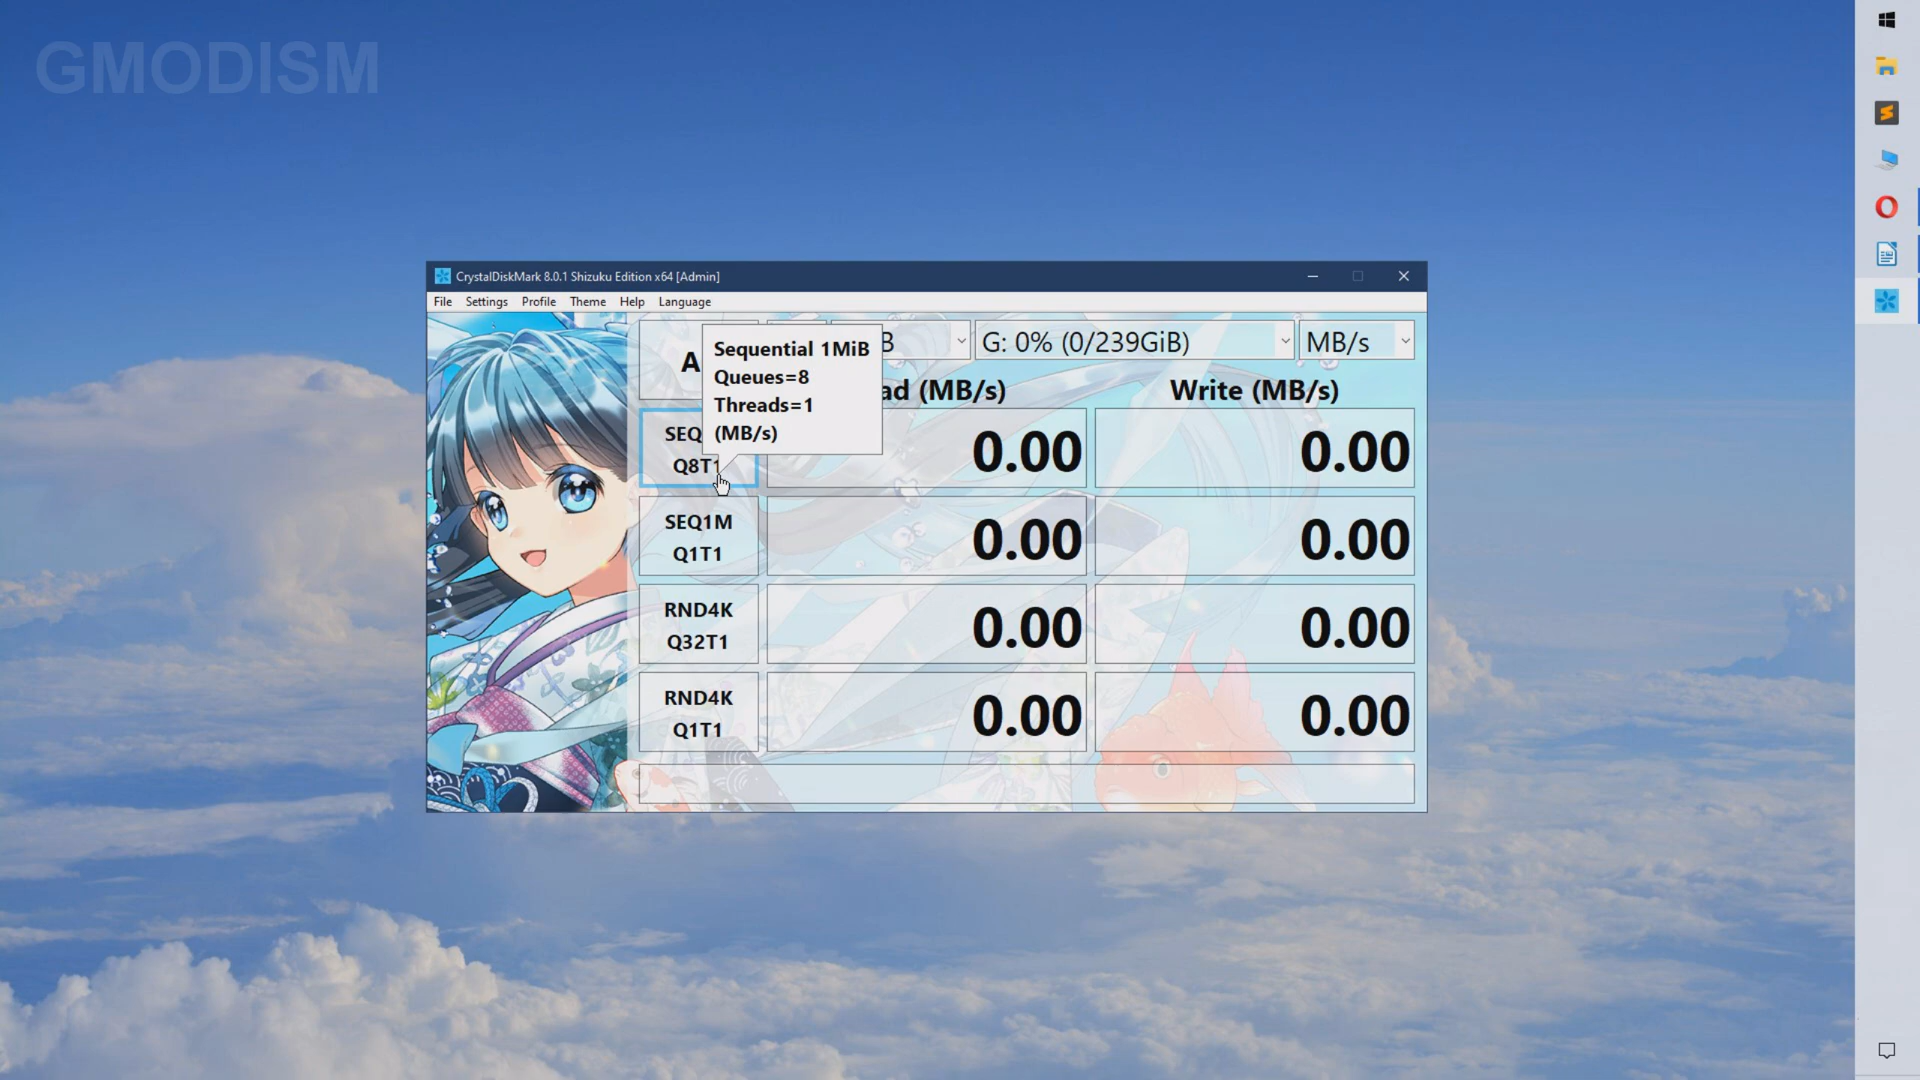 GMODISM
CrystalDiskMark 8.0.1 Shizuku Edition x64 [Admin]
File Settings Profile Theme Help Language
A
B
G: 0% (0/239GiB)
MB/s
Sequential 1MiB
Queues=8
Threads=1
(MB/s)
ad (MB/s)
Write (MB/s)
SEQ
Q8T1
0.00
0.00
SEQ1M
Q1T1
0.00
0.00
RND4K
Q32T1
0.00
0.00
RND4K
Q1T1
0.00
0.00